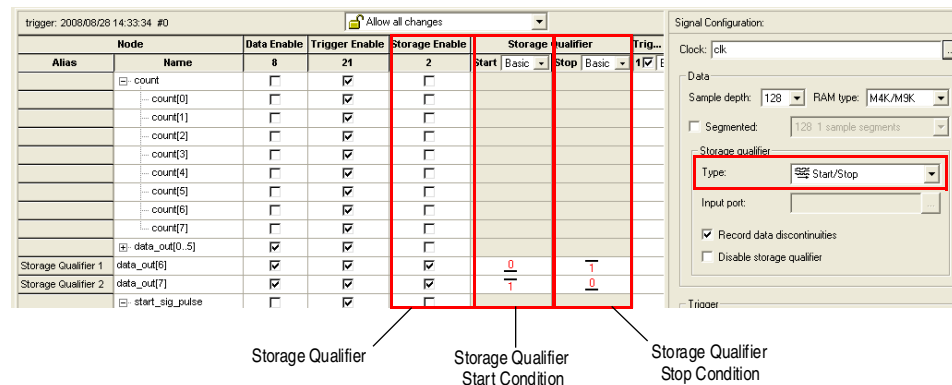 trigger: 2008/08/28 14:33:34 #0
Allow all changes
Node
Data Enable
Trigger Enable
Storage Enable
Storage Qualifier
Trig...
Alias
Name
8
21
2
Start
Basic
Stop
Basic
1
count
count[0]
count[1]
count[2]
count[3]
count[4]
count[5]
count[6]
count[7]
data_out[0..5]
Storage Qualifier 1
data_out[6]
0
1
Storage Qualifier 2
data_out[7]
1
0
start_sig_pulse
Signal Configuration:
Clock:
clk
Data
Sample depth:
128
RAM type:
M4K/M9K
Segmented:
128 1 sample segments
Storage qualifier
Type:
Start/Stop
Input port:
Record data discontinuities
Disable storage qualifier
Trigger
Storage Qualifier
Storage Qualifier
Start Condition
Storage Qualifier
Stop Condition